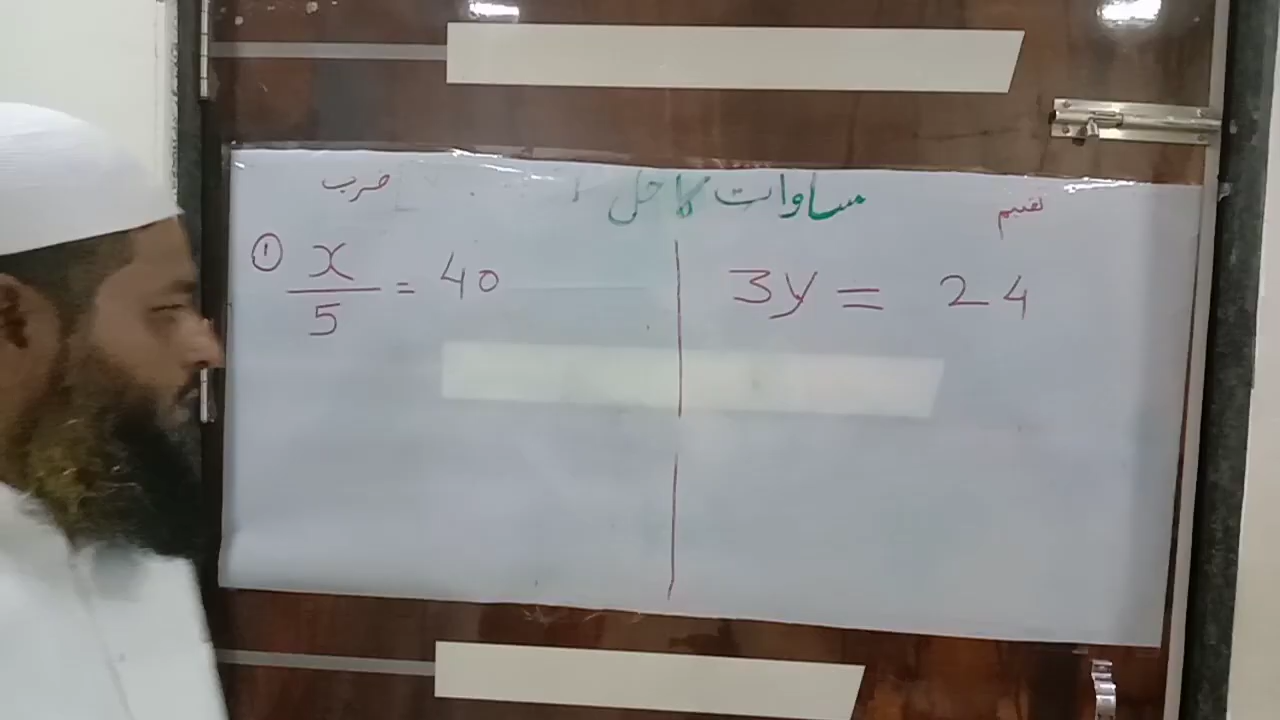 مساوات کا حل
ضرب
تقسیم
① x/5 = 40
3y = 24